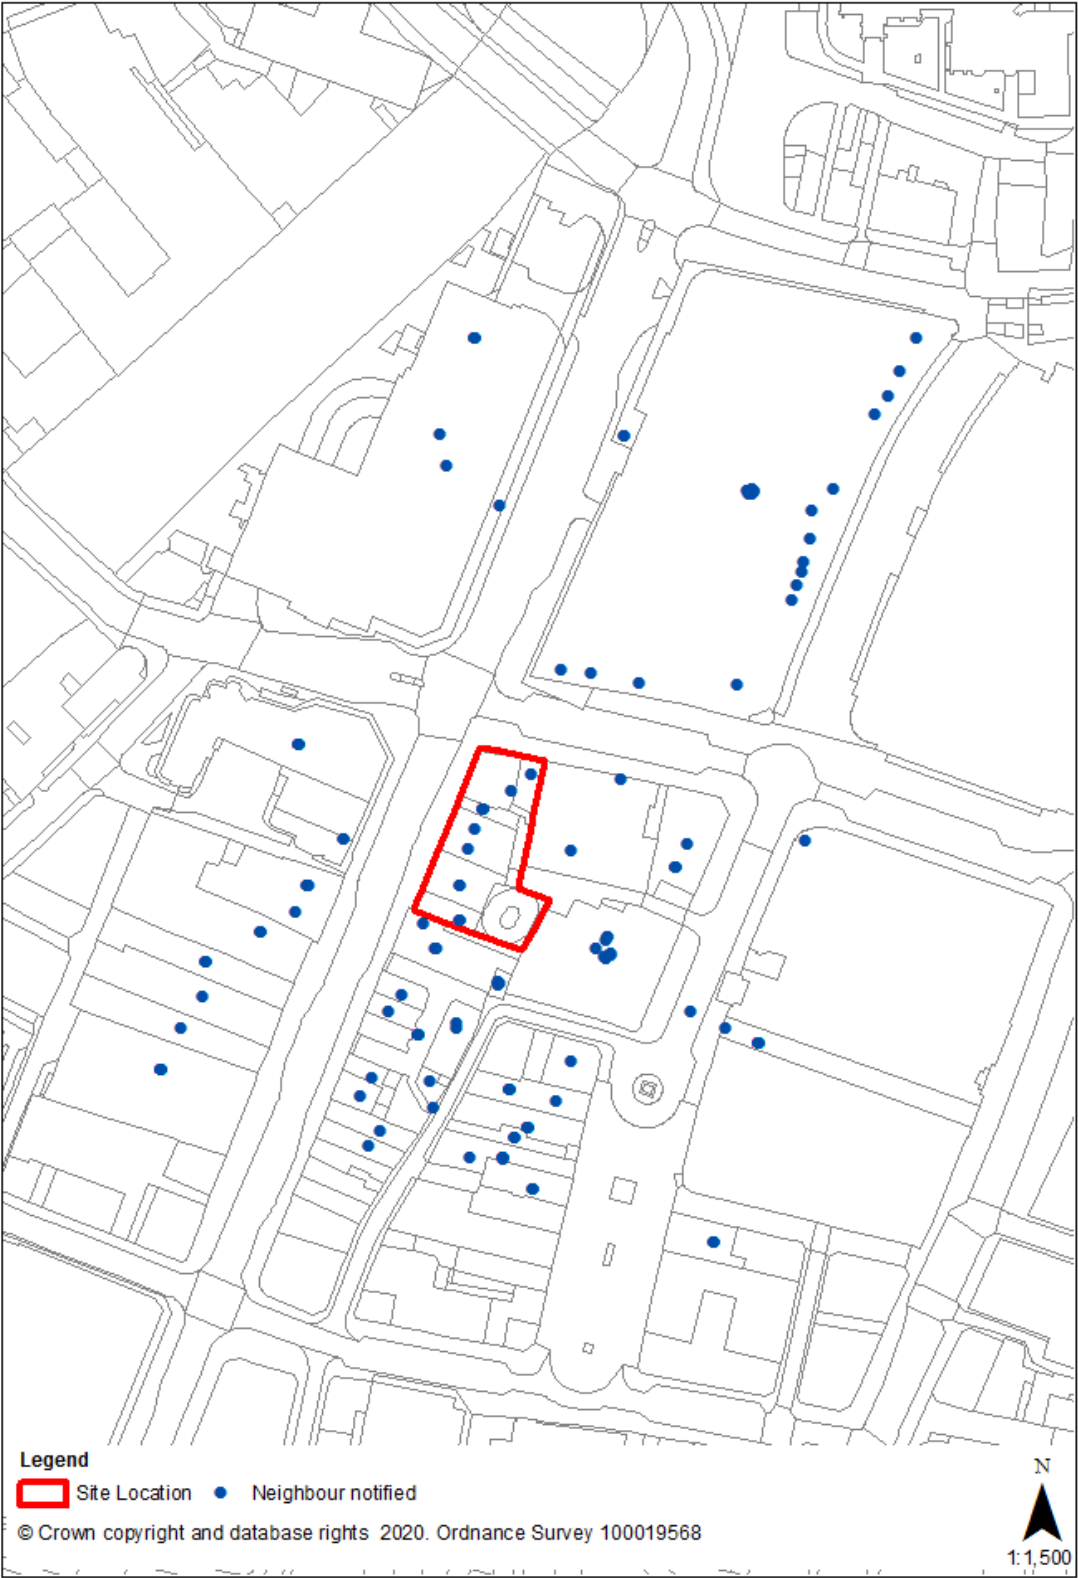 Legend
Site Location Neighbour notified
© Crown copyright and database rights 2020. Ordnance Survey 100019568
N
1:1,500